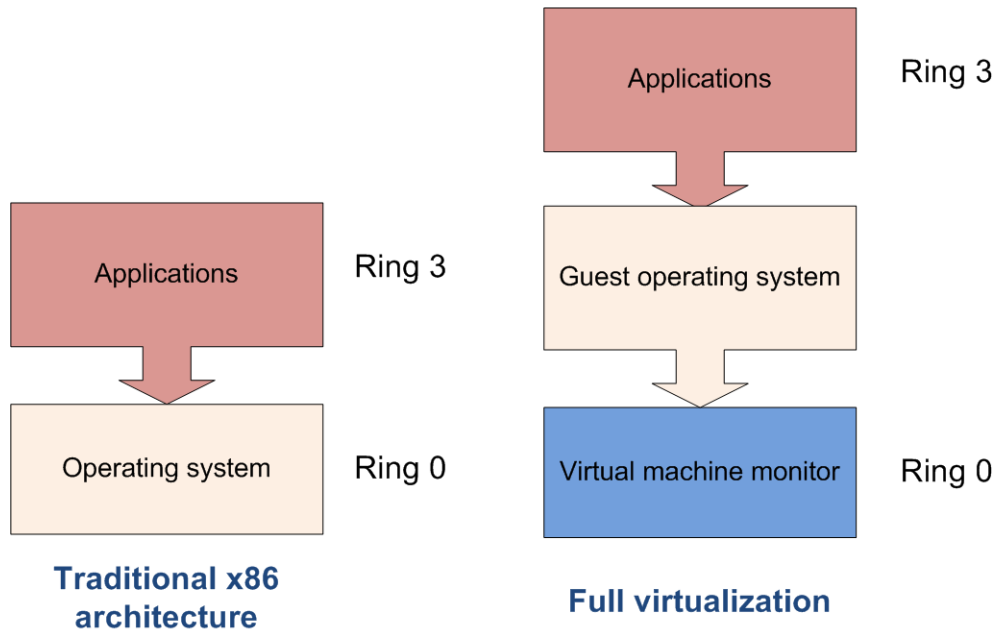 Applications
Ring 3
Operating system
Ring 0
Traditional x86
architecture
Applications
Ring 3
Guest operating system
Virtual machine monitor
Ring 0
Full virtualization